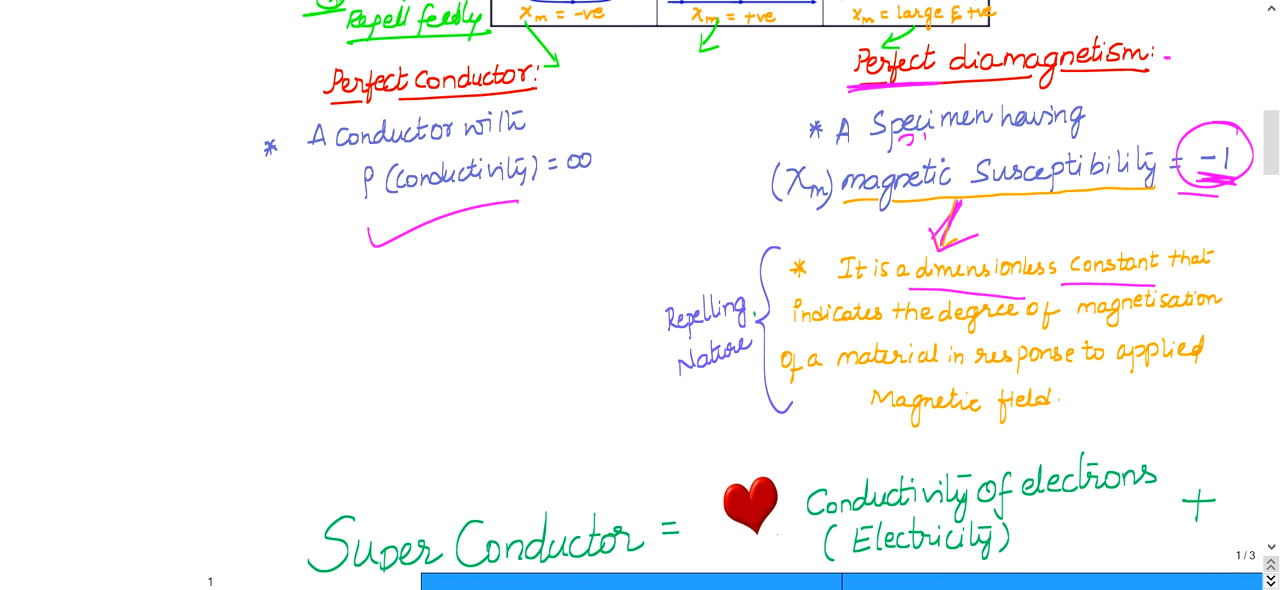 Repell feebly
χm = -ve
χm = +ve
χm = large & +ve
Perfect Conductor:
* A conductor with
ρ (conductivity) = ∞
Perfect diamagnetism:-
* A Specimen having
(χm) magnetic Susceptibility = -1
Repelling
Nature
* It is a dimensionless constant that
indicates the degree of magnetisation
of a material in response to applied
Magnetic field.
Super Conductor =
Conductivity of electrons +
(Electricity)
1 / 3
1